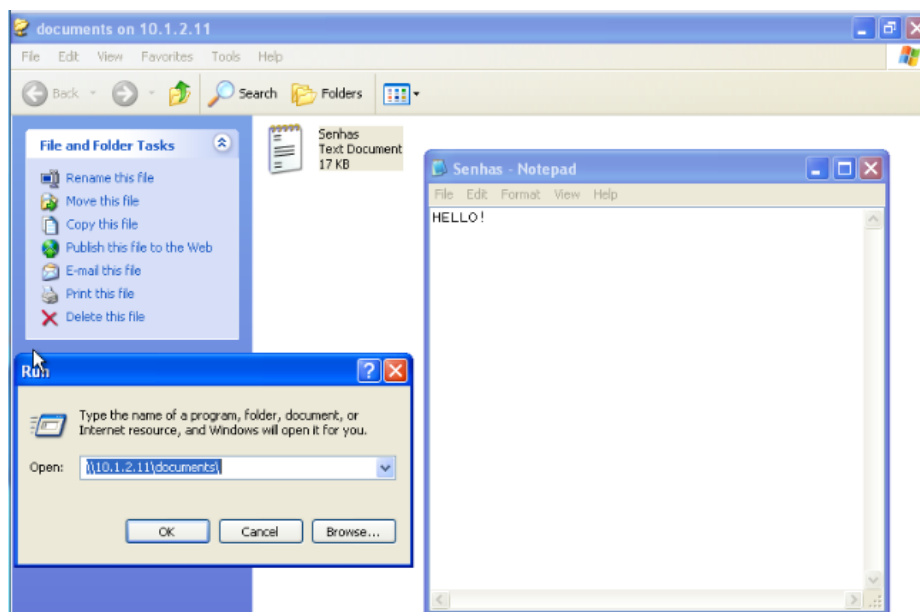 documents on 10.1.2.11
File Edit View Favorites Tools Help
Back Search Folders
File and Folder Tasks
Rename this file
Move this file
Copy this file
Publish this file to the Web
E-mail this file
Print this file
Delete this file
Senhas
Text Document
17 KB
Senhas - Notepad
File Edit Format View Help
HELLO!
Run
Type the name of a program, folder, document, or
Internet resource, and Windows will open it for you.
Open: \\10.1.2.11\documents\
OK Cancel Browse...